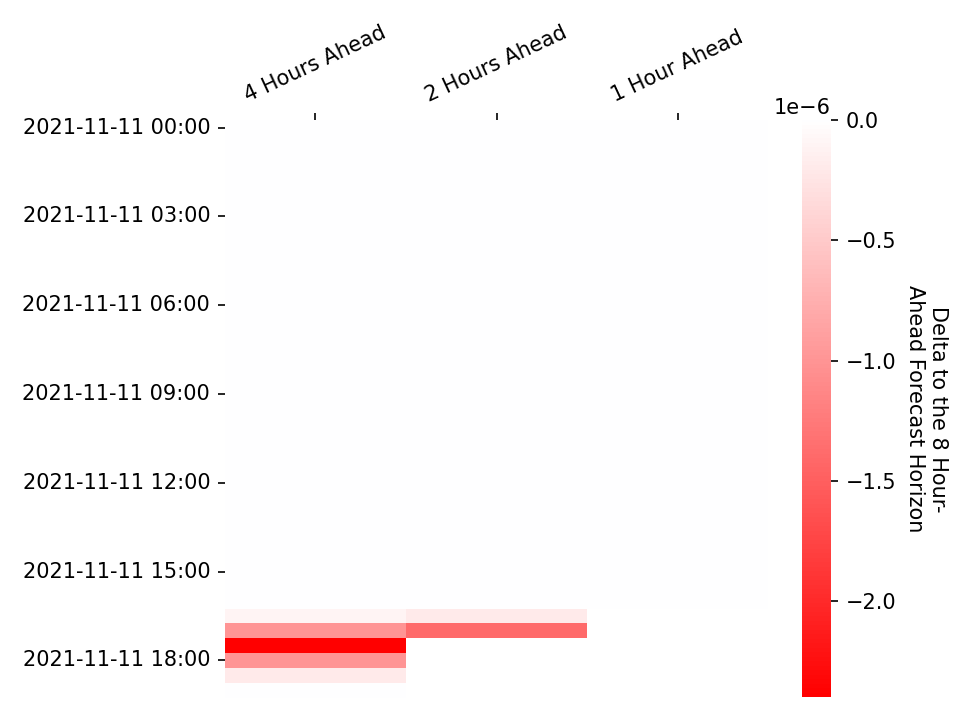 4 Hours Ahead
2 Hours Ahead
1 Hour Ahead
1e−6
2021-11-11 00:00
2021-11-11 03:00
2021-11-11 06:00
2021-11-11 09:00
2021-11-11 12:00
2021-11-11 15:00
2021-11-11 18:00
0.0
−0.5
−1.0
−1.5
−2.0
Delta to the 8 Hour-
Ahead Forecast Horizon